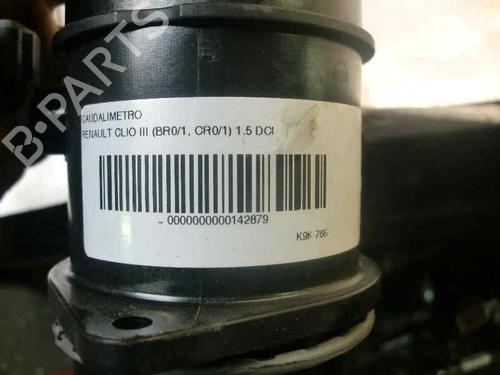 B-PARTS
CAUDALIMETRO
RENAULT CLIO III (BR0/1, CR0/1) 1.5 DCI
- 0000000000142879
K9K 766